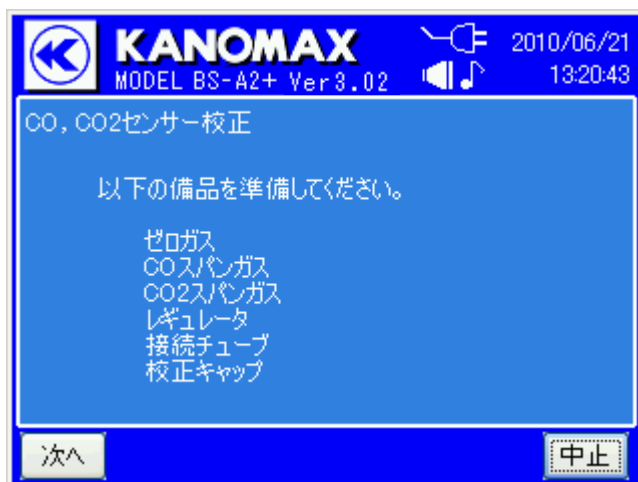 KANOMAX
MODEL BS-A2+ Ver3.02
2010/06/21
13:20:43
CO,CO2センサー校正
以下の備品を準備してください。
ゼロガス
COスパンガス
CO2スパンガス
レギュレータ
接続チューブ
校正キャップ
次へ
中止